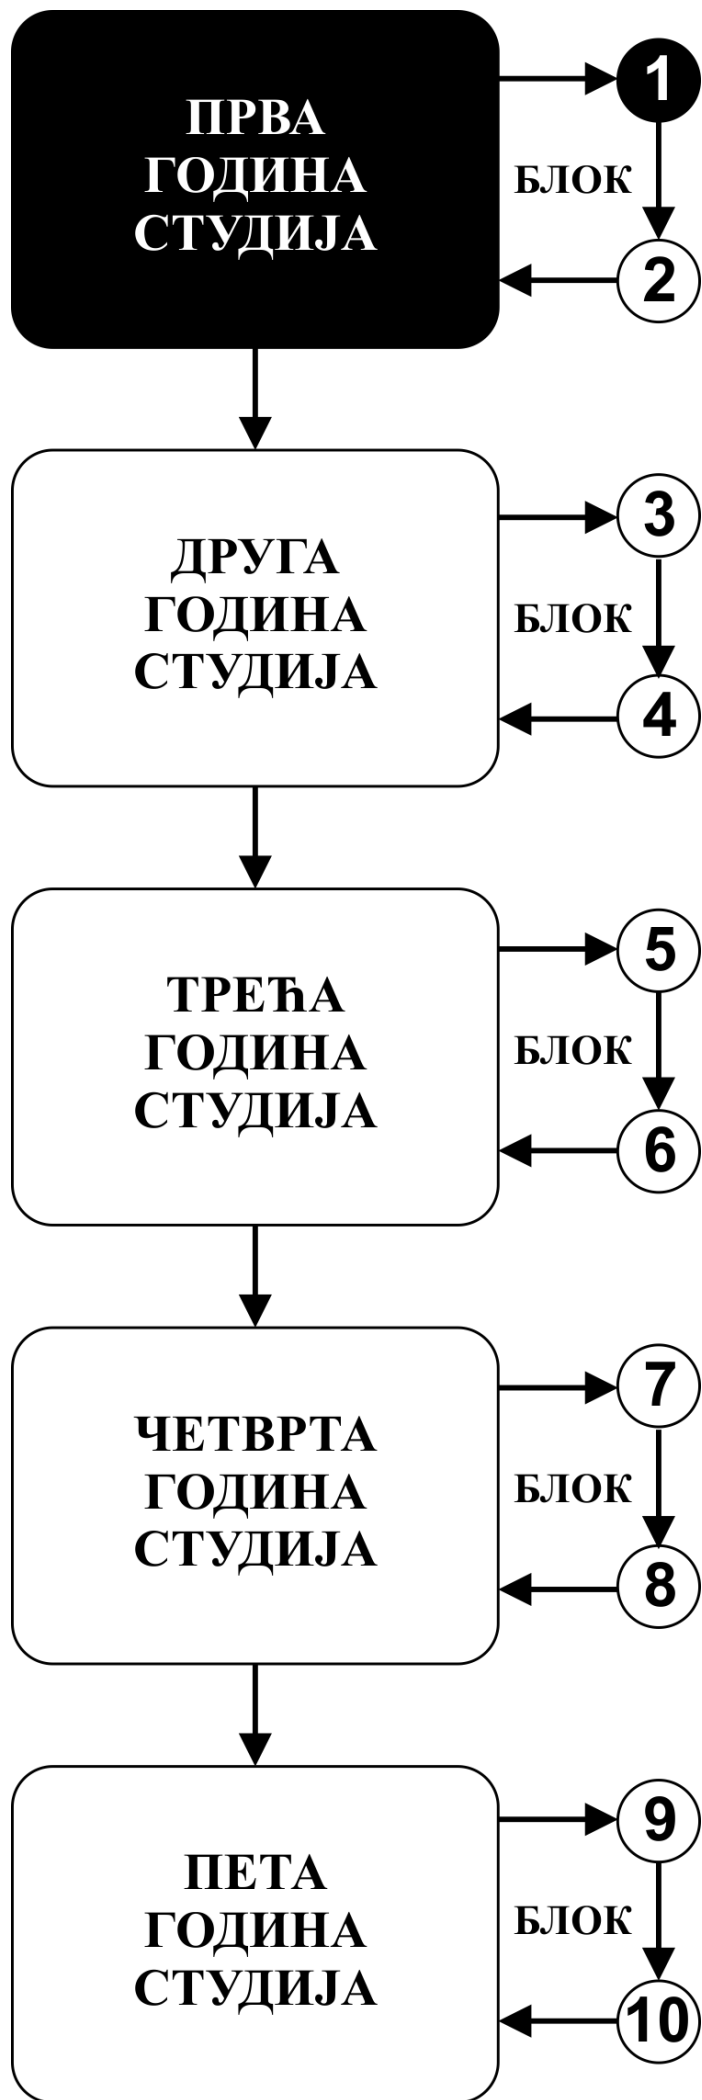 ПРВА
ГОДИНА
СТУДИЈА
1
БЛОК
2
ДРУГА
ГОДИНА
СТУДИЈА
3
БЛОК
4
ТРЕЋА
ГОДИНА
СТУДИЈА
5
БЛОК
6
ЧЕТВРТА
ГОДИНА
СТУДИЈА
7
БЛОК
8
ПЕТА
ГОДИНА
СТУДИЈА
9
БЛОК
10